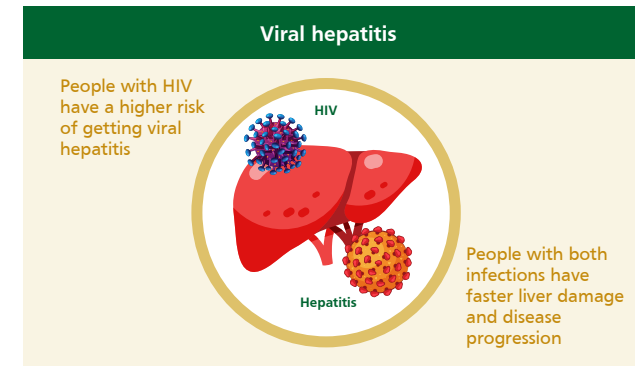 Viral hepatitis
People with HIV
have a higher risk
of getting viral
hepatitis
HIV
Hepatitis
People with both
infections have
faster liver damage
and disease
progression